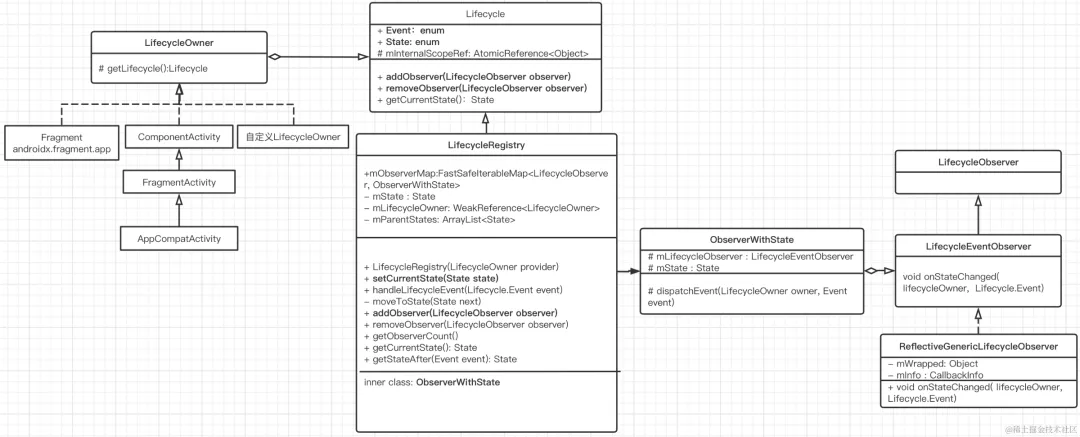 Lifecycle
+ Event：enum
+ State: enum
# mInternalScopeRef: AtomicReference<Object>
+ addObserver(LifecycleObserver observer)
+ removeObserver(LifecycleObserver observer)
+ getCurrentState()：State
LifecycleOwner
# getLifecycle():Lifecycle
Fragment
androidx.fragment.app
ComponentActivity
自定义LifecycleOwner
FragmentActivity
AppCompatActivity
LifecycleRegistry
+mObserverMap:FastSafeIterableMap<LifecycleObserve
r, ObserverWithState>
– mState : State
– mLifecycleOwner: WeakReference<LifecycleOwner>
– mParentStates: ArrayList<State>
+ LifecycleRegistry(LifecycleOwner provider)
+ setCurrentState(State state)
+ handleLifecycleEvent(Lifecycle.Event event)
– moveToState(State next)
+ addObserver(LifecycleObserver observer)
+ removeObserver(LifecycleObserver observer)
+ getObserverCount()
+ getCurrentState(): State
+ getStateAfter(Event event): State
inner class: ObserverWithState
ObserverWithState
# mLifecycleObserver : LifecycleEventObserver
# mState : State
# dispatchEvent(LifecycleOwner owner, Event
event)
LifecycleObserver
LifecycleEventObserver
void onStateChanged(
lifecycleOwner, Lifecycle.Event)
ReflectiveGenericLifecycleObserver
– mWrapped: Object
– mInfo : CallbackInfo
+ void onStateChanged( lifecycleOwner,
Lifecycle.Event)
@稀土掘金技术社区